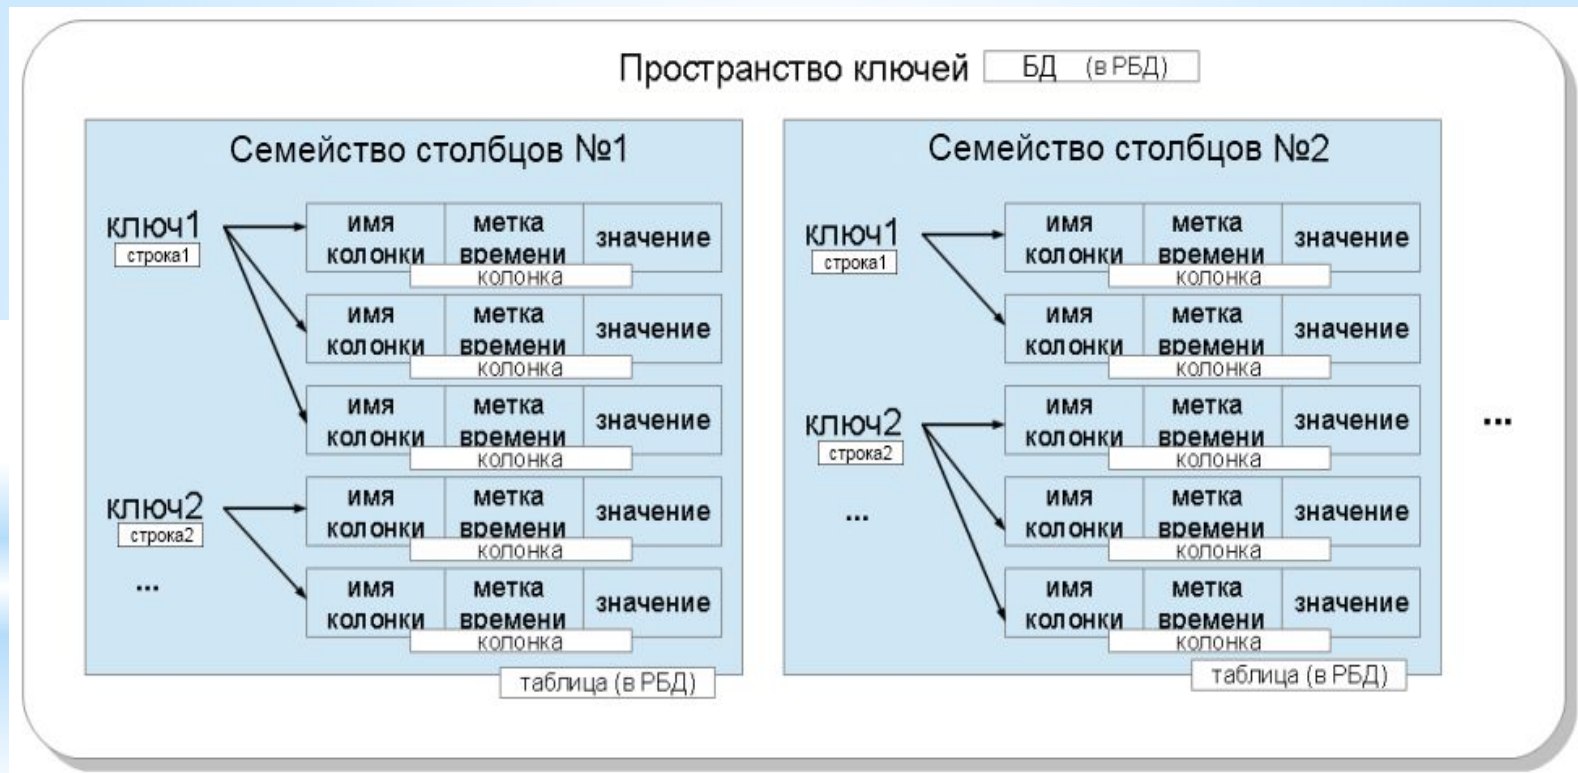 Пространство ключей БД (в РБД)
Семейство столбцов №1
ключ1
строка1
имя колонки метка времени значение
колонка
имя колонки метка времени значение
колонка
имя колонки метка времени значение
колонка
ключ2
строка2
...
имя колонки метка времени значение
колонка
имя колонки метка времени значение
колонка
таблица (в РБД)
Семейство столбцов №2
ключ1
строка1
имя колонки метка времени значение
колонка
имя колонки метка времени значение
колонка
ключ2
строка2
...
имя колонки метка времени значение
колонка
имя колонки метка времени значение
колонка
имя колонки метка времени значение
колонка
таблица (в РБД)
...